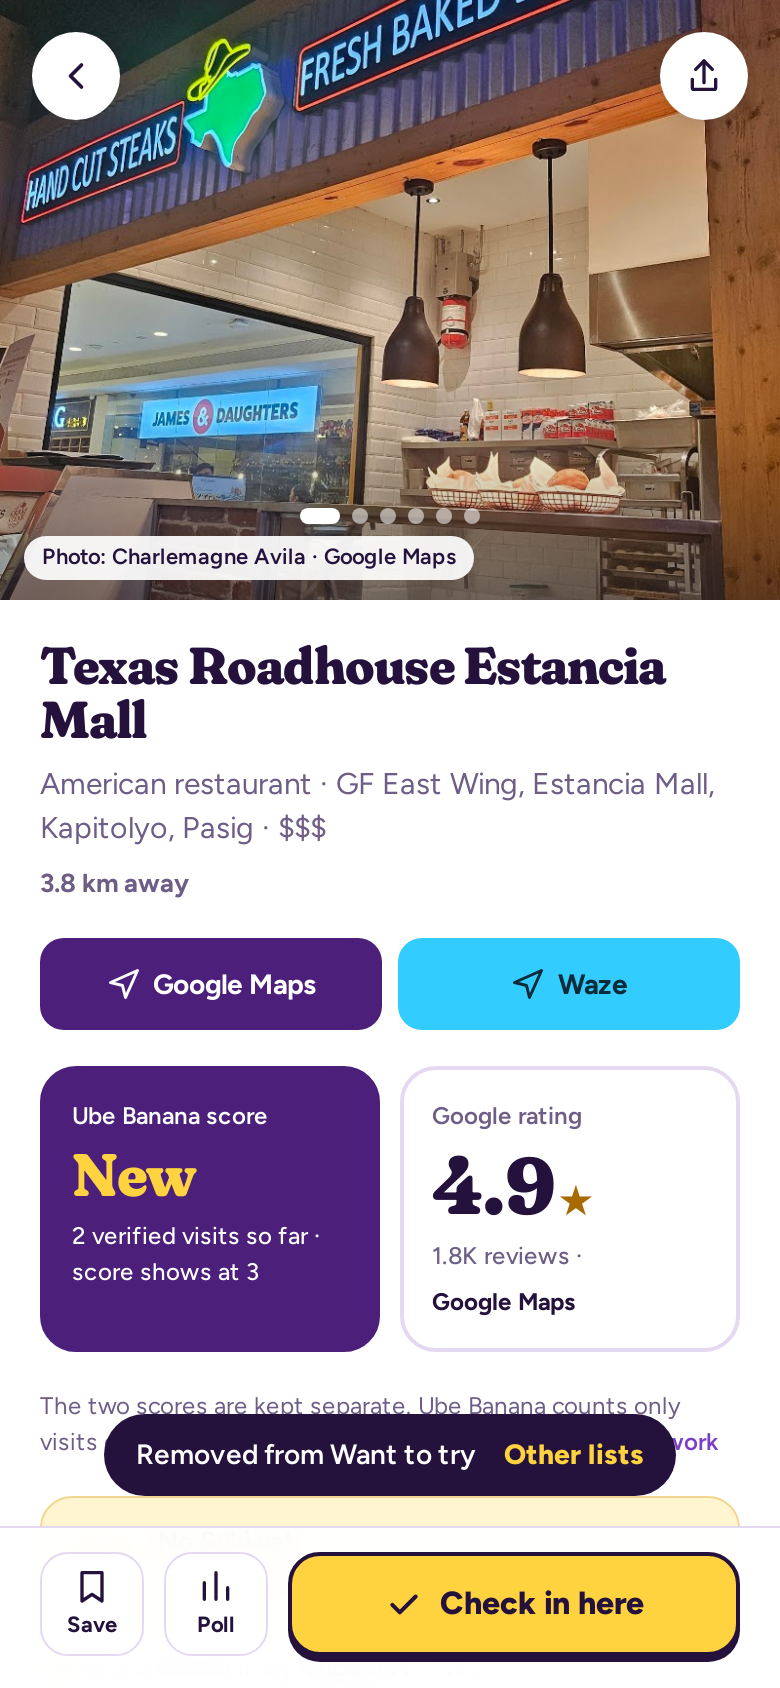 FRESH BAKED
HAND CUT STEAKS
JAMES & DAUGHTERS
Photo: Charlemagne Avila · Google Maps
Texas Roadhouse Estancia
Mall
American restaurant · GF East Wing, Estancia Mall,
Kapitolyo, Pasig · $$$
3.8 km away
Google Maps
Waze
Ube Banana score
New
2 verified visits so far ·
score shows at 3
Google rating
4.9★
1.8K reviews ·
Google Maps
The two scores are kept separate. Ube Banana counts only
visits
Removed from Want to try Other lists
Save
Poll
Check in here